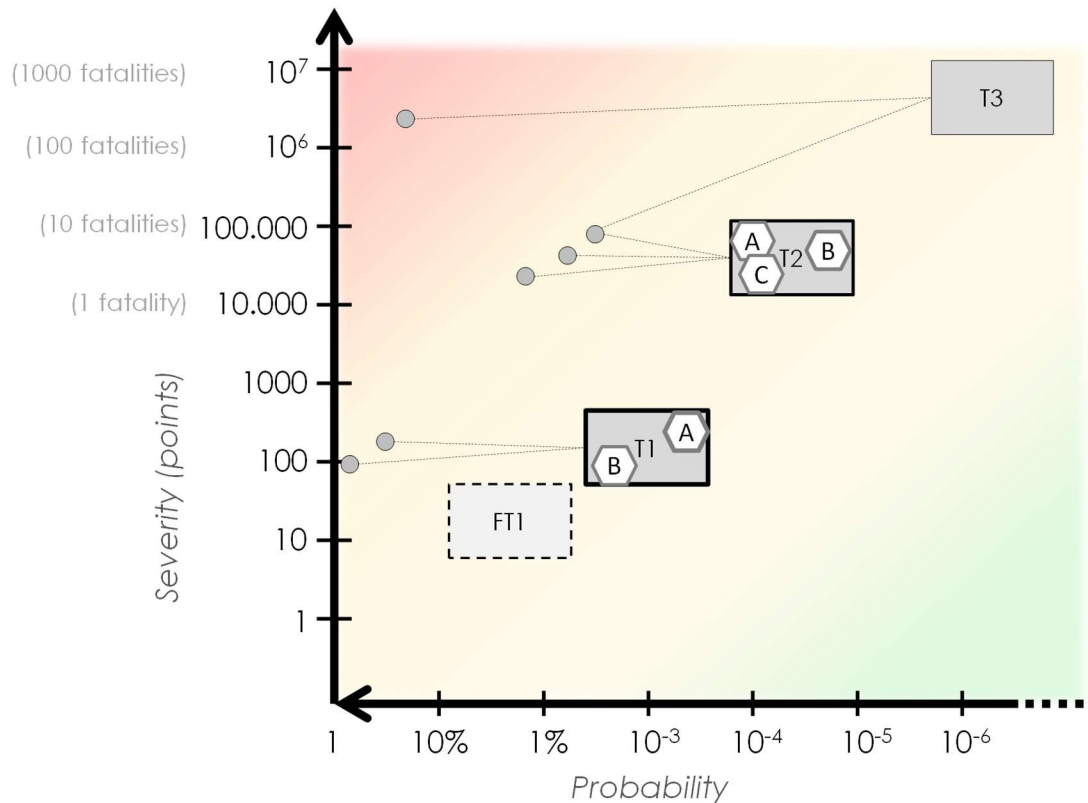 (1000 fatalities) 10⁷
T3
(100 fatalities) 10⁶
(10 fatalities) 100.000
A T2 B
C
(1 fatality) 10.000
1000
A
T1
B
100
FT1
10
1
Severity (points)
1 10% 1% 10⁻³ 10⁻⁴ 10⁻⁵ 10⁻⁶
Probability